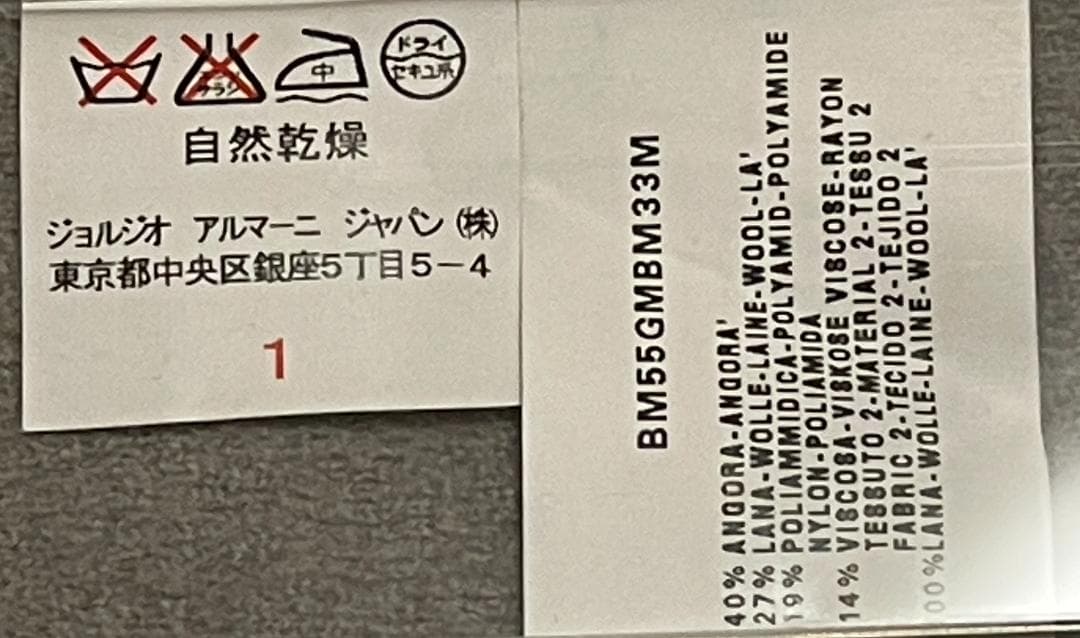 中
ドライ
セキユ系
自然乾燥
ジョルジオ アルマーニ ジャパン(株)
東京都中央区銀座5丁目5-4
1
BM55GMBM33M
40% ANGORA-ANGORA'
27% LANA-WOLLE-LAINE-WOOL-LA'
19% POLIAMMIDICA-POLYAMID-POLYAMIDE
NYLON-POLIAMIDA
14% VISCOSA-VISKOSE VISCOSE-RAYON
TESSUTO 2-MATERIAL 2-TESSU 2
FABRIC 2-TECIDO 2-TEJIDO 2
00%LANA-WOLLE-LAINE-WOOL-LA'